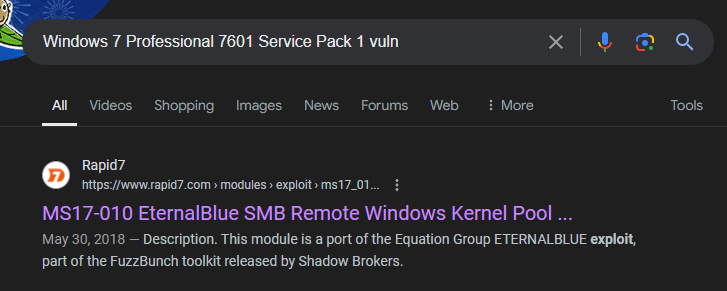 Windows 7 Professional 7601 Service Pack 1 vuln
All Videos Shopping Images News Forums Web More Tools
Rapid7
https://www.rapid7.com › modules › exploit › ms17_01...
MS17-010 EternalBlue SMB Remote Windows Kernel Pool ...
May 30, 2018 — Description. This module is a part of the Equation Group ETERNALBLUE exploit,
part of the FuzzBunch toolkit released by Shadow Brokers.